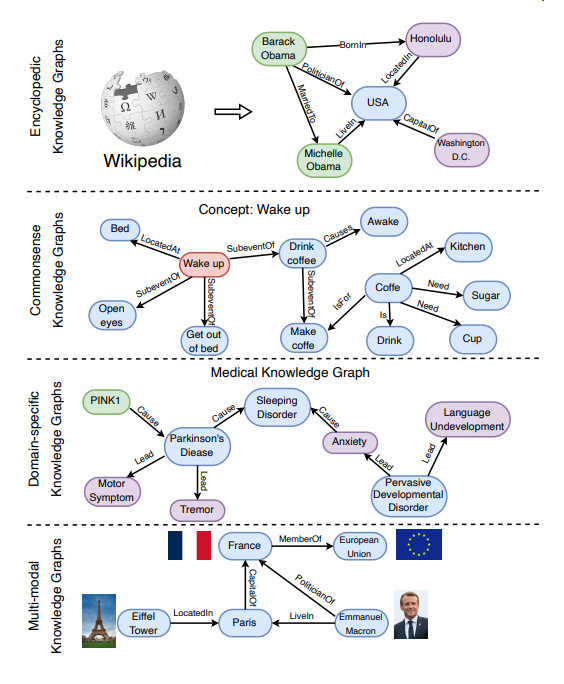 Encyclopedic
Knowledge Graphs
Ω
W
И
Wikipedia
Barack
Obama
BornIn
Honolulu
PoliticianOf
LocatedIn
MarriedTo
USA
LiveIn
CapitalOf
Michelle
Obama
Washington
D.C.
Commonsense
Knowledge Graphs
Concept: Wake up
Bed
LocatedAt
Wake up
SubeventOf
Drink
coffee
Causes
Awake
SubeventOf
Open
eyes
SubeventOf
Get out
of bed
SubeventOf
Make
coffe
IsFor
Coffe
LocatedAt
Kitchen
Need
Sugar
Need
Cup
Is
Drink
Domain-specific
Knowledge Graphs
Medical Knowledge Graph
PINK1
Cause
Parkinson's
Diease
Cause
Sleeping
Disorder
Cause
Anxiety
Language
Undevelopment
Lead
Motor
Symptom
Lead
Tremor
Lead
Lead
Pervasive
Developmental
Disorder
Multi-modal
Knowledge Graphs
France
MemberOf
European
Union
CapitalOf
PoliticianOf
Eiffel
Tower
LocatedIn
Paris
LiveIn
Emmanuel
Macron